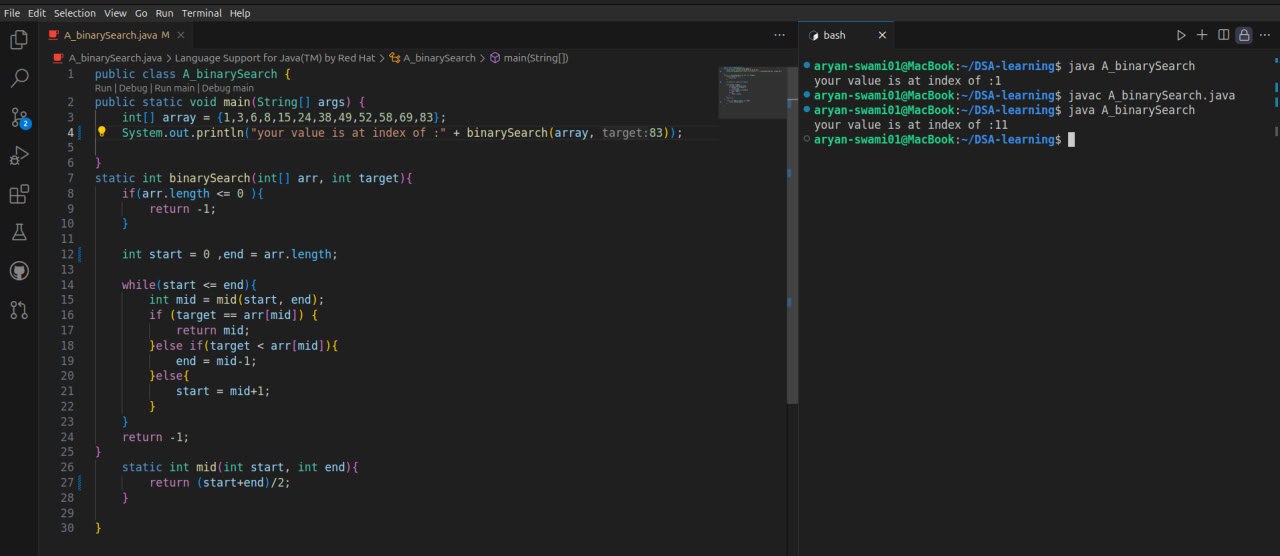 File Edit Selection View Go Run Terminal Help
A_binarySearch.java M ×
A_binarySearch.java > Language Support for Java(TM) by Red Hat > A_binarySearch > main(String[])
1 public class A_binarySearch {
Run | Debug | Run main | Debug main
2 public static void main(String[] args) {
3 int[] array = {1,3,6,8,15,24,38,49,52,58,69,83};
4 System.out.println("your value is at index of :" + binarySearch(array, target:83));
5
6 }
7 static int binarySearch(int[] arr, int target){
8 if(arr.length <= 0 ){
9 return -1;
10 }
11
12 int start = 0 ,end = arr.length;
13
14 while(start <= end){
15 int mid = mid(start, end);
16 if (target == arr[mid]) {
17 return mid;
18 }else if(target < arr[mid]){
19 end = mid-1;
20 }else{
21 start = mid+1;
22 }
23 }
24 return -1;
25 }
26 static int mid(int start, int end){
27 return (start+end)/2;
28 }
29
30 }
2
bash ×
aryan-swami01@MacBook:~/DSA-learning$ java A_binarySearch
your value is at index of :1
aryan-swami01@MacBook:~/DSA-learning$ javac A_binarySearch.java
aryan-swami01@MacBook:~/DSA-learning$ java A_binarySearch
your value is at index of :11
aryan-swami01@MacBook:~/DSA-learning$